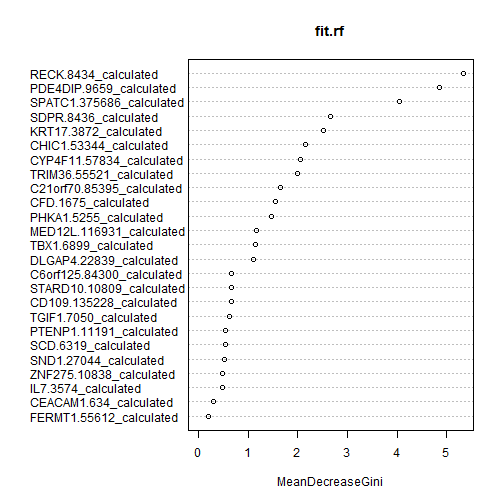 fit.rf
RECK.8434_calculated
PDE4DIP.9659_calculated
SPATC1.375686_calculated
SDPR.8436_calculated
KRT17.3872_calculated
CHIC1.53344_calculated
CYP4F11.57834_calculated
TRIM36.55521_calculated
C21orf70.85395_calculated
CFD.1675_calculated
PHKA1.5255_calculated
MED12L.116931_calculated
TBX1.6899_calculated
DLGAP4.22839_calculated
C6orf125.84300_calculated
STARD10.10809_calculated
CD109.135228_calculated
TGIF1.7050_calculated
PTENP1.11191_calculated
SCD.6319_calculated
SND1.27044_calculated
ZNF275.10838_calculated
IL7.3574_calculated
CEACAM1.634_calculated
FERMT1.55612_calculated
0 1 2 3 4 5
MeanDecreaseGini